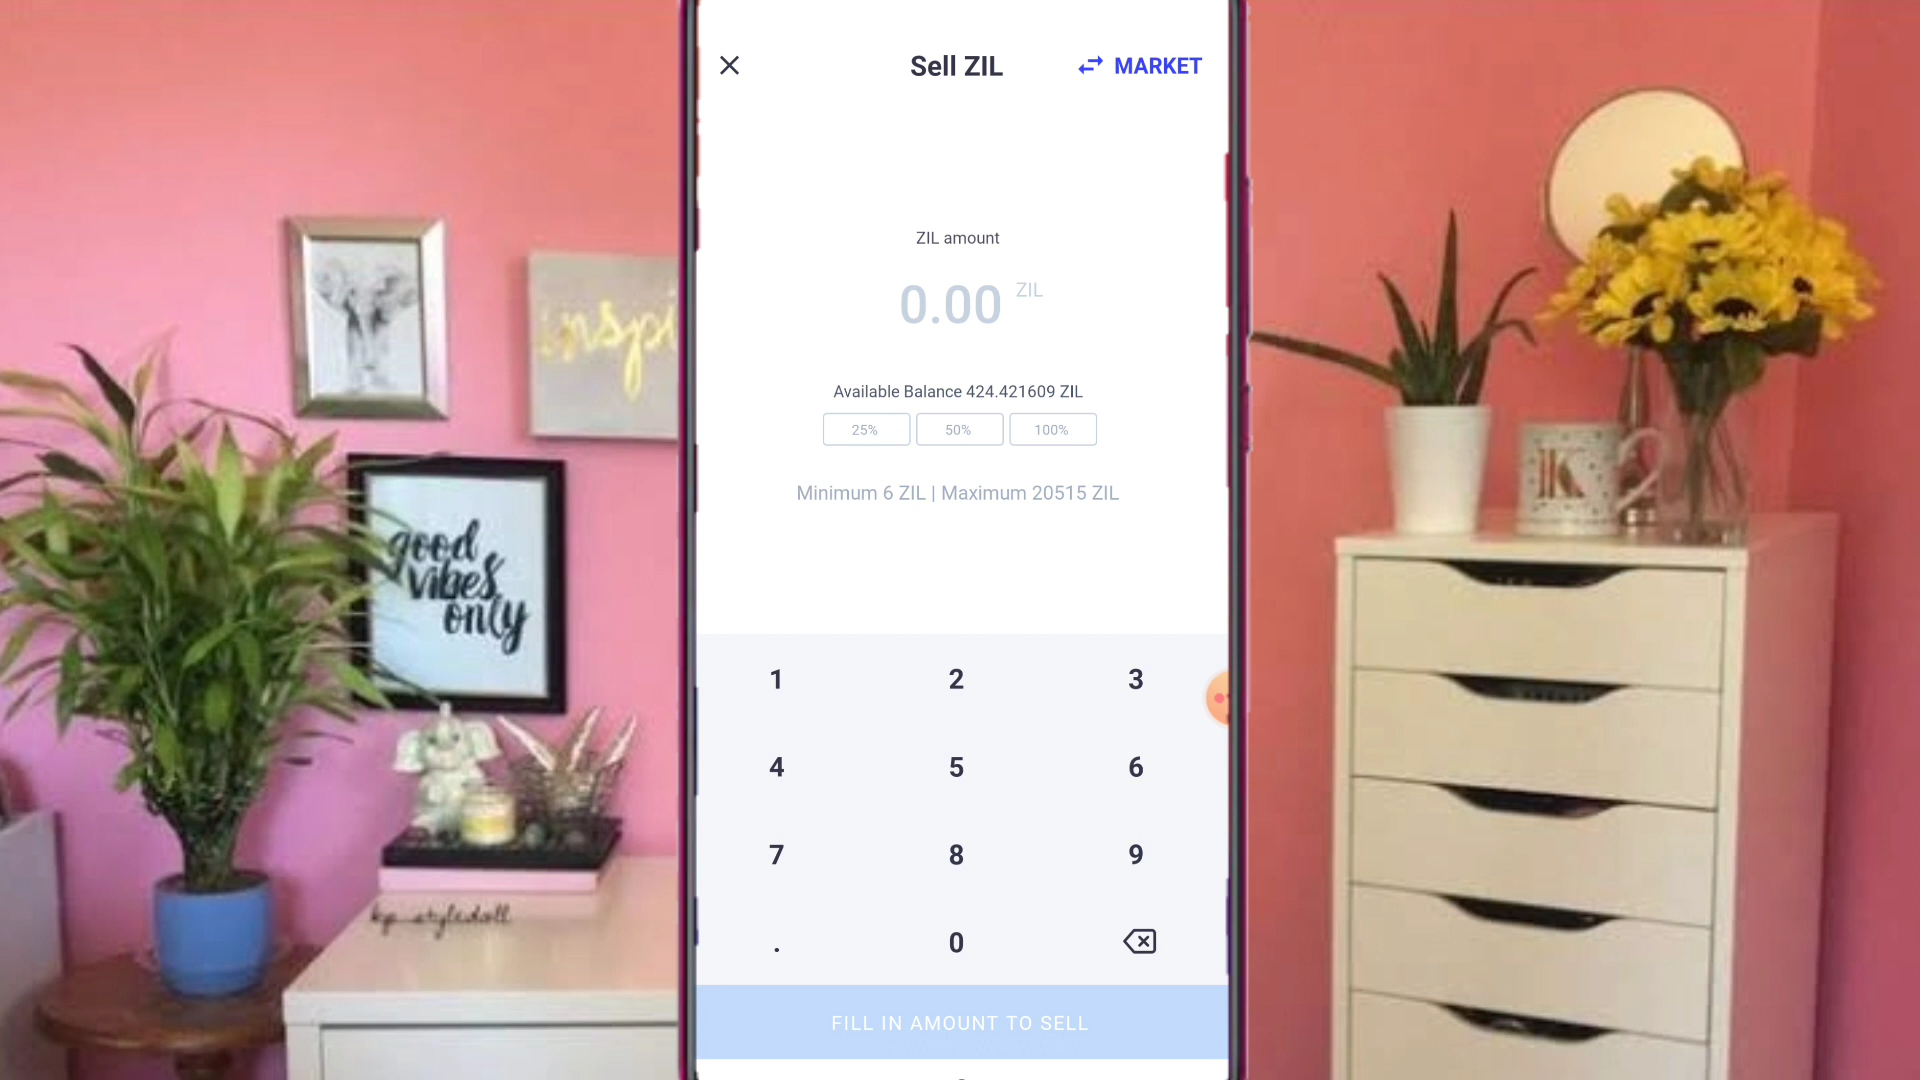 Sell ZIL
MARKET
ZIL amount
0.00 ZIL
Available Balance 424.421609 ZIL
25% 50% 100%
Minimum 6 ZIL | Maximum 20515 ZIL
1 2 3
4 5 6
7 8 9
. 0
FILL IN AMOUNT TO SELL
inspi
good
vibes
only
K